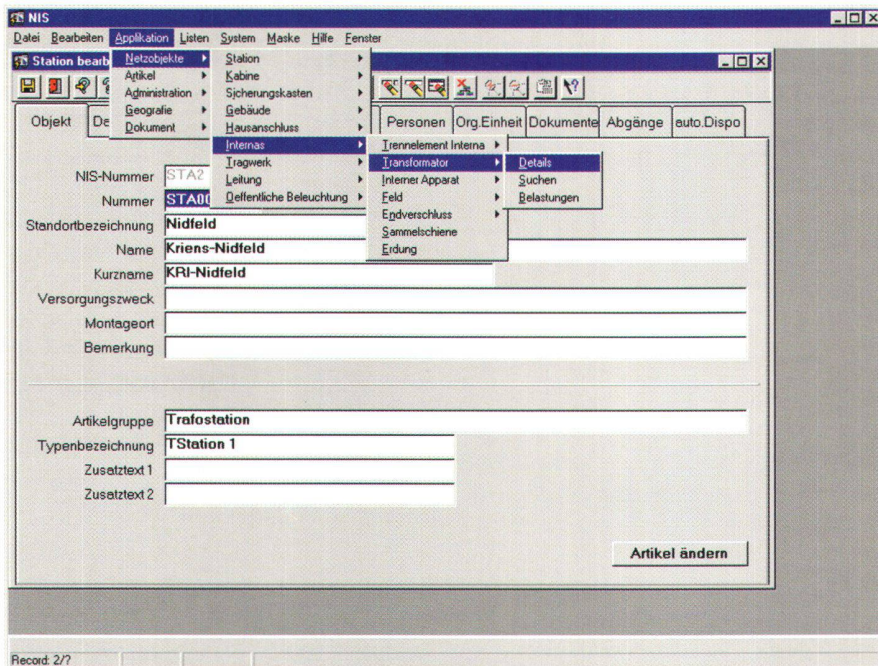 NIS
Datei Bearbeiten Applikation Listen System Maske Hilfe Fenster
Station bearb
Netzobjekte
Artikel
Administration
Geografie
Dokument
Station
Kabine
Sicherungskasten
Gebäude
Hausanschluss
Internas
Tragwerk
Leitung
Oeffentliche Beleuchtung
Trennelement Interna
Transformator
Interner Apparat
Feld
Endverschluss
Sammelschiene
Erdung
Details
Suchen
Belastungen
Objekt De Personen Org.Einheit Dokumente Abgänge auto.Dispo
NIS-Nummer STA2
Nummer STA00
Standortbezeichnung Nidfeld
Name Kriens-Nidfeld
Kurzname KRI-Nidfeld
Versorgungszweck
Montageort
Bemerkung
Artikelgruppe Trafostation
Typenbezeichnung TStation 1
Zusatztext 1
Zusatztext 2
Artikel ändern
Record: 2/?